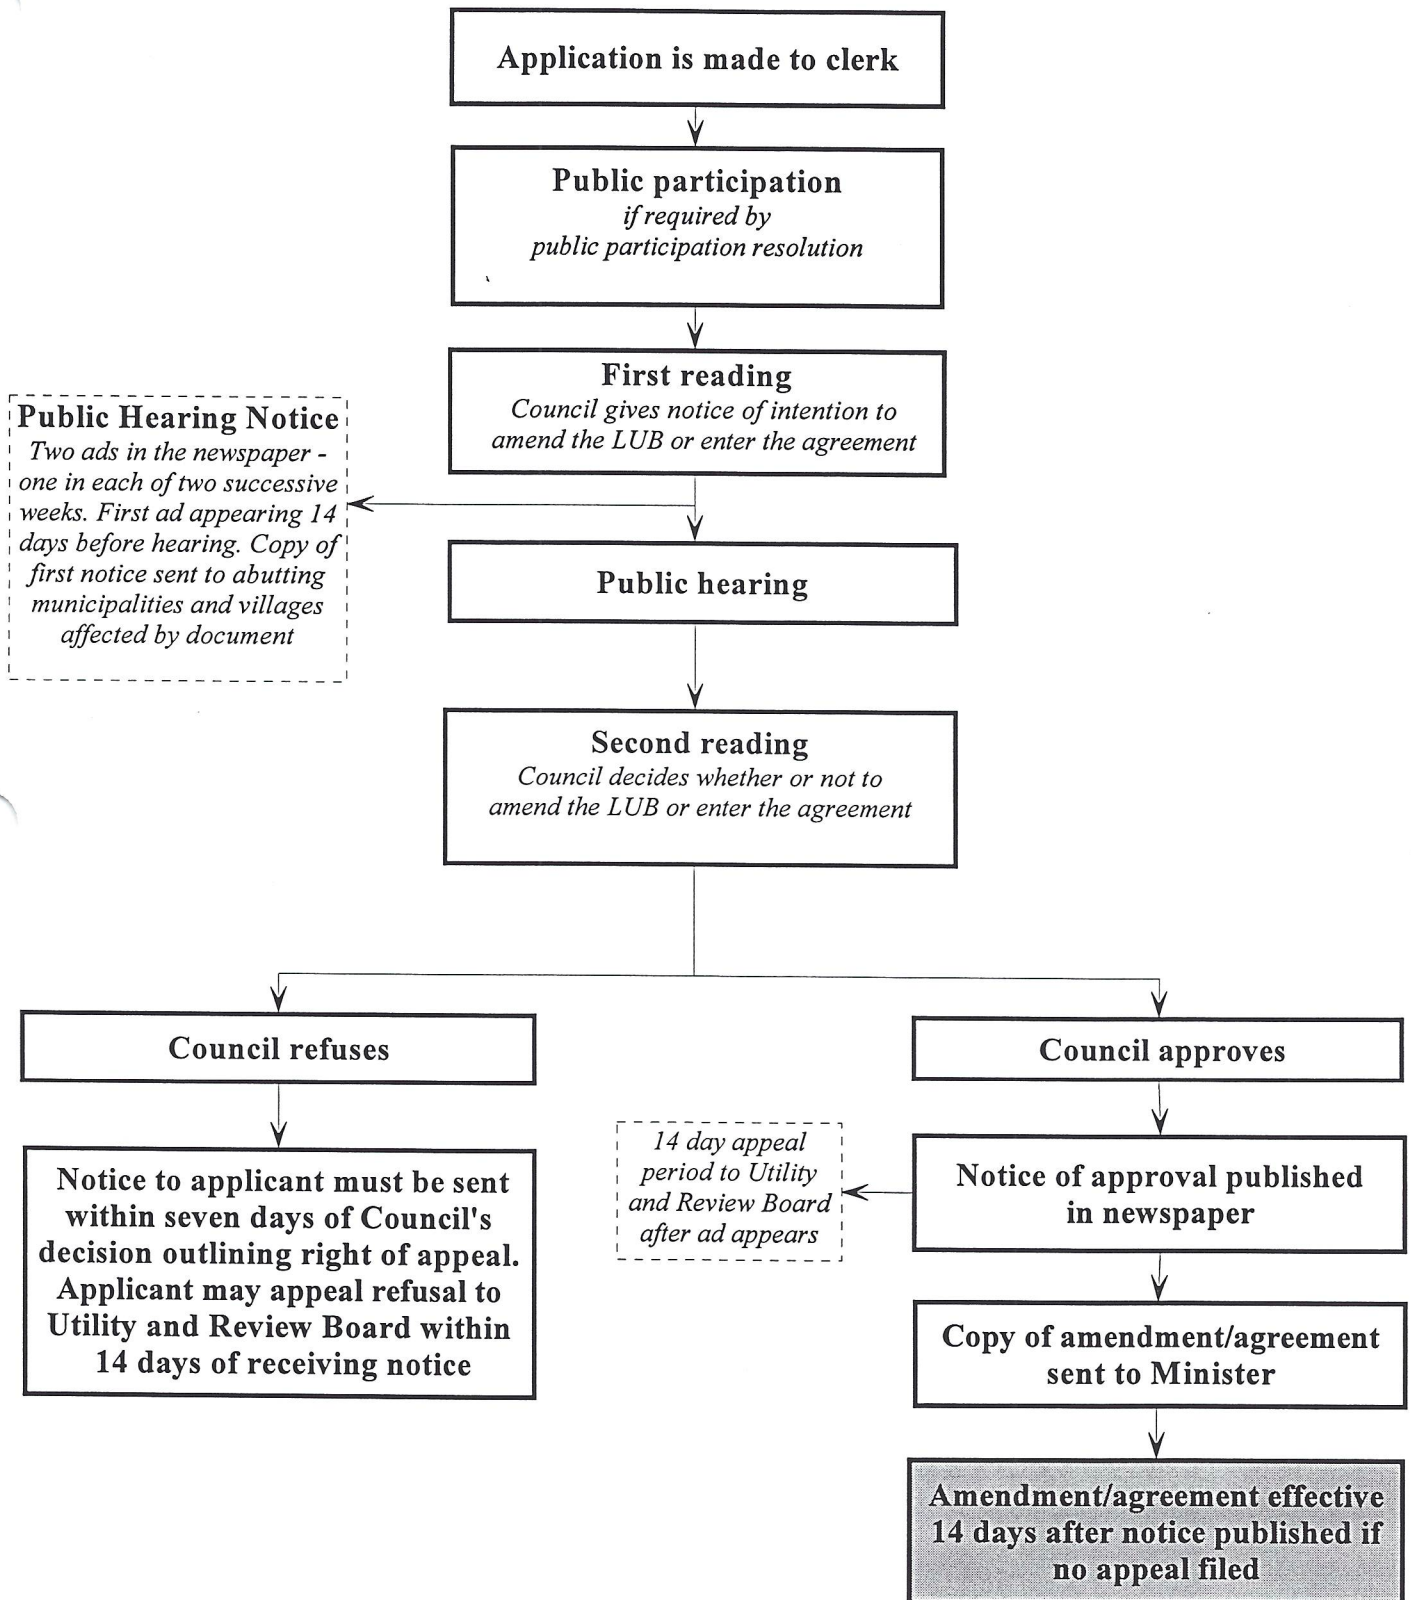 Application is made to clerk
Public participation
if required by
public participation resolution
First reading
Council gives notice of intention to
amend the LUB or enter the agreement
Public Hearing Notice
Two ads in the newspaper -
one in each of two successive
weeks. First ad appearing 14
days before hearing. Copy of
first notice sent to abutting
municipalities and villages
affected by document
Public hearing
Second reading
Council decides whether or not to
amend the LUB or enter the agreement
Council refuses
Notice to applicant must be sent
within seven days of Council's
decision outlining right of appeal.
Applicant may appeal refusal to
Utility and Review Board within
14 days of receiving notice
Council approves
14 day appeal
period to Utility
and Review Board
after ad appears
Notice of approval published
in newspaper
Copy of amendment/agreement
sent to Minister
Amendment/agreement effective
14 days after notice published if
no appeal filed